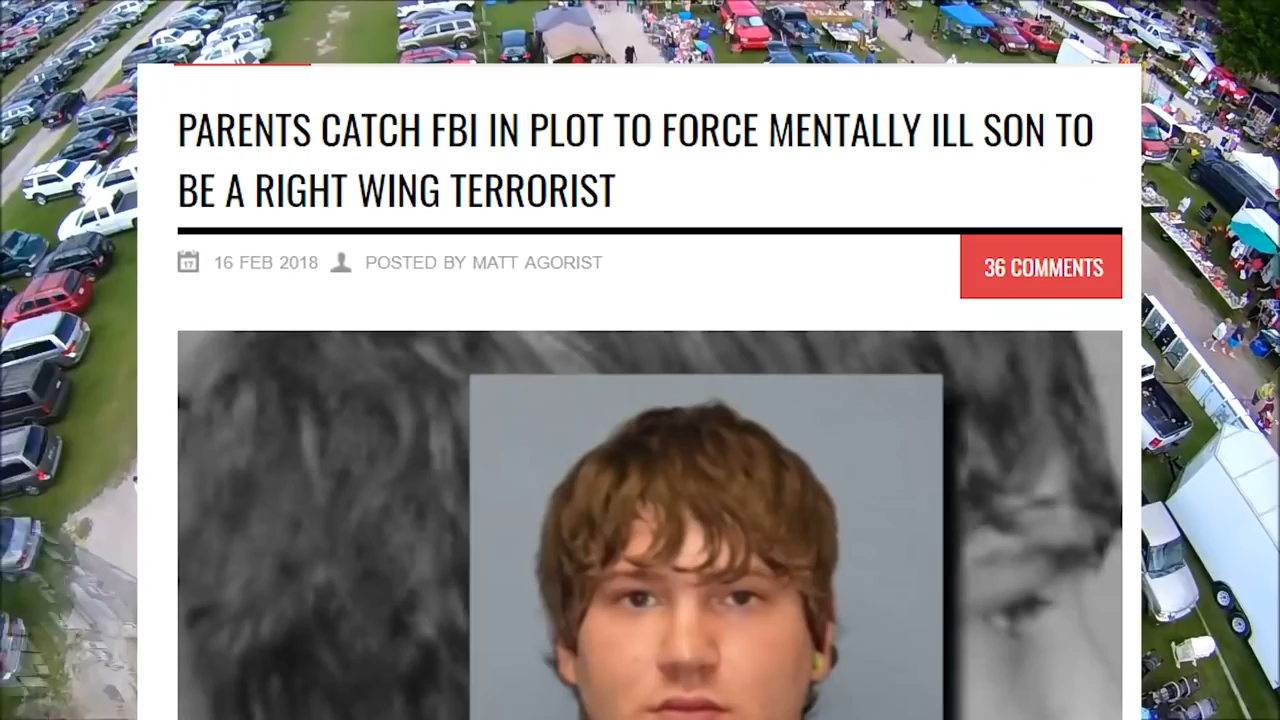 PARENTS CATCH FBI IN PLOT TO FORCE MENTALLY ILL SON TO
BE A RIGHT WING TERRORIST
17 16 FEB 2018 POSTED BY MATT AGORIST
36 COMMENTS